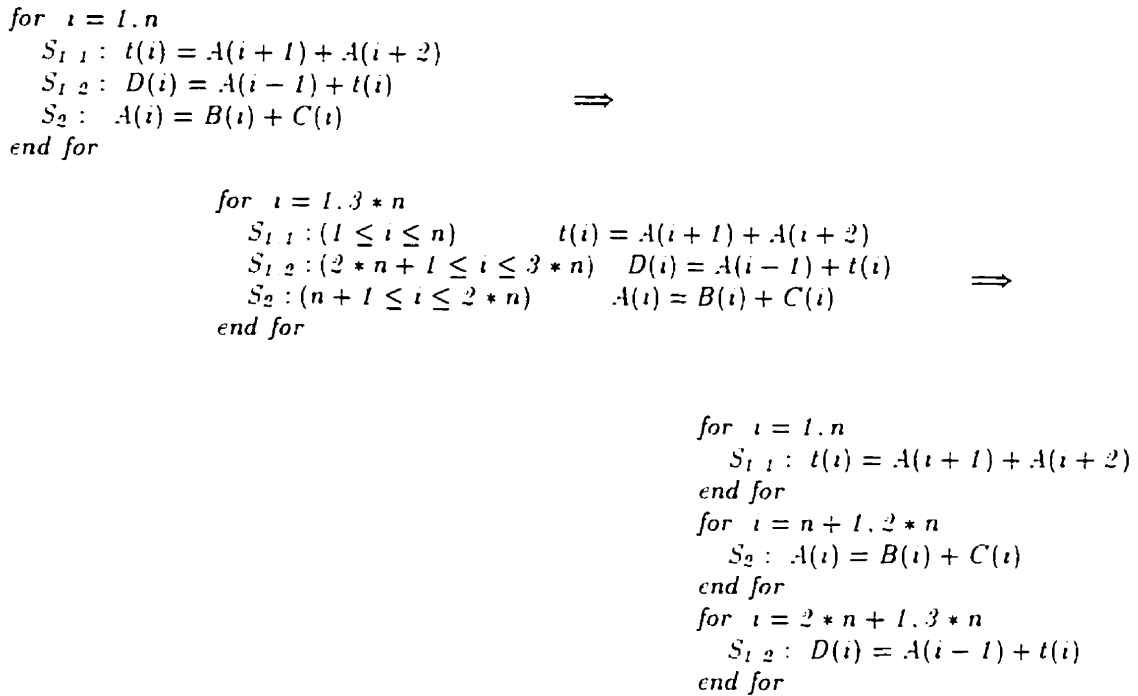 for i = 1, n
S₁.₁ : t(i) = A(i + 1) + A(i + 2)
S₁.₂ : D(i) = A(i − 1) + t(i)
S₂ : A(i) = B(i) + C(i)
end for
⟹
for i = 1, 3 * n
S₁.₁ : (1 ≤ i ≤ n) t(i) = A(i + 1) + A(i + 2)
S₁.₂ : (2 * n + 1 ≤ i ≤ 3 * n) D(i) = A(i − 1) + t(i)
S₂ : (n + 1 ≤ i ≤ 2 * n) A(i) = B(i) + C(i)
end for
⟹
for i = 1, n
S₁.₁ : t(i) = A(i + 1) + A(i + 2)
end for
for i = n + 1, 2 * n
S₂ : A(i) = B(i) + C(i)
end for
for i = 2 * n + 1, 3 * n
S₁.₂ : D(i) = A(i − 1) + t(i)
end for